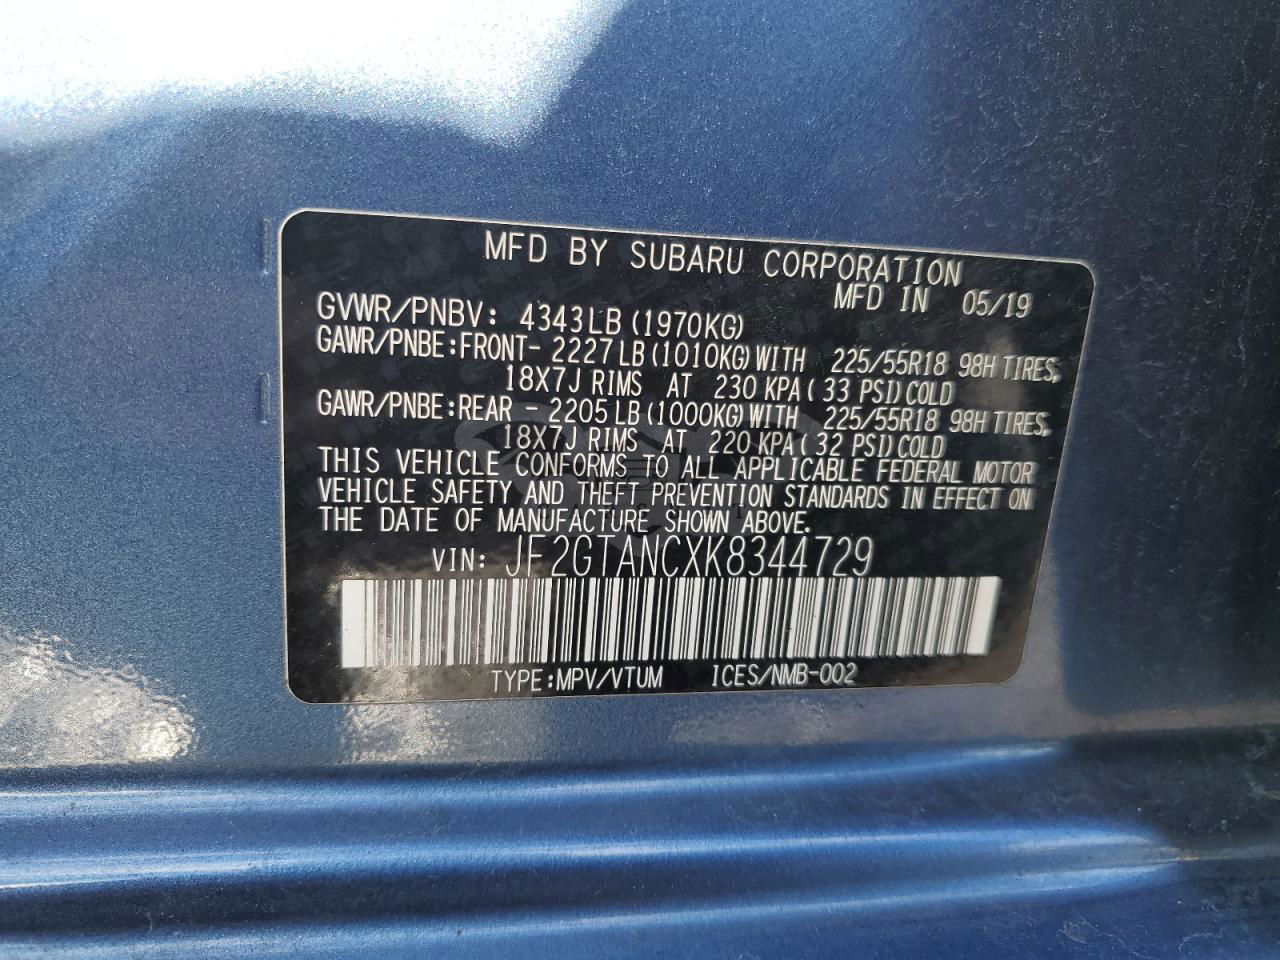 MFD BY SUBARU CORPORATION
MFD IN 05/19
GVWR/PNBV: 4343LB (1970KG)
GAWR/PNBE:FRONT- 2227 LB (1010KG) WITH 225/55R18 98H TIRES,
18X7J RIMS AT 230 KPA ( 33 PSI) COLD
GAWR/PNBE:REAR - 2205 LB (1000KG) WITH 225/55R18 98H TIRES,
18X7J RIMS AT 220 KPA ( 32 PSI) COLD
THIS VEHICLE CONFORMS TO ALL APPLICABLE FEDERAL MOTOR
VEHICLE SAFETY AND THEFT PREVENTION STANDARDS IN EFFECT ON
THE DATE OF MANUFACTURE SHOWN ABOVE.
VIN: JF2GTANCXK8344729
TYPE:MPV/VTUM ICES/NMB-002